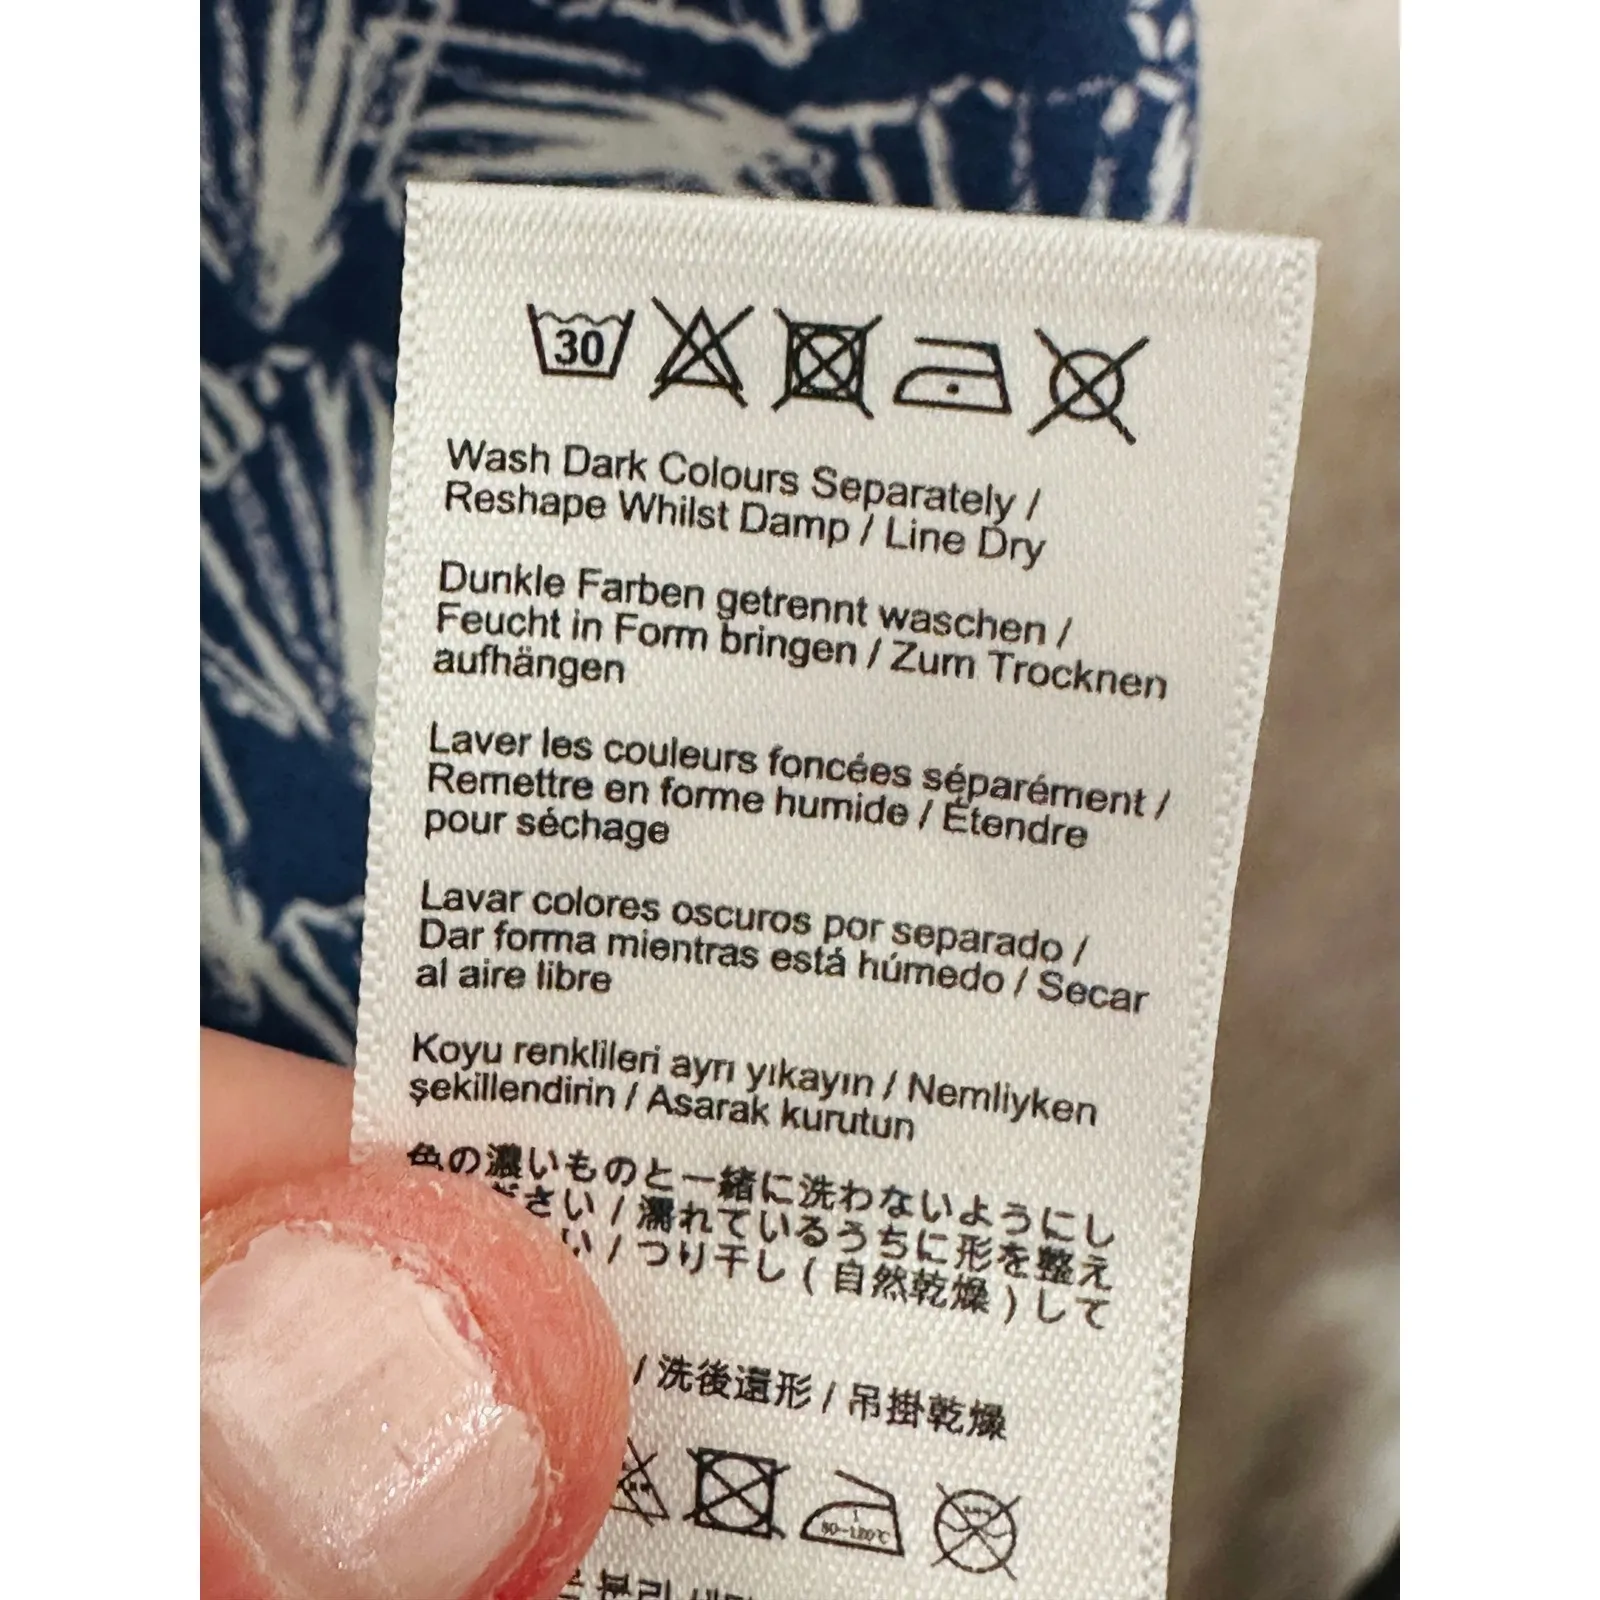 30
Wash Dark Colours Separately /
Reshape Whilst Damp / Line Dry
Dunkle Farben getrennt waschen /
Feucht in Form bringen / Zum Trocknen
aufhängen
Laver les couleurs foncées séparément /
Remettre en forme humide / Étendre
pour séchage
Lavar colores oscuros por separado /
Dar forma mientras está húmedo / Secar
al aire libre
Koyu renklileri ayrı yıkayın / Nemliyken
şekillendirin / Asarak kurutun
色の濃いものと一緒に洗わないようにし
ださい / 濡れているうちに形を整え
い / つり干し ( 自然乾燥 ) して
/ 洗後還形 / 吊掛乾燥